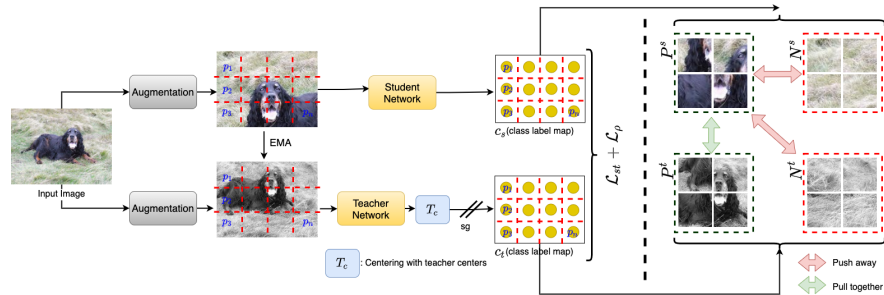 Input Image
Augmentation
p₁
p₂
p₃ pₙ
Student
Network
p₁
p₂
p₃ pₙ
cₛ(class label map)
EMA
Augmentation
p₁
p₂
p₃ pₙ
Teacher
Network
T_c
sg
p₁
p₂
p₃ pₙ
cₜ(class label map)
T_c : Centering with teacher centers
ℒₛₜ + ℒᵨ
Pˢ
Nˢ
Pᵗ
Nᵗ
Push away
Pull together